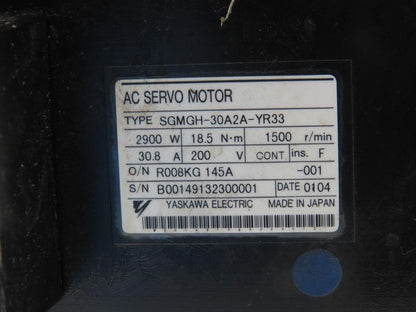 AC SERVO MOTOR
TYPE SGMGH-30A2A-YR33
2900 W 18.5 N·m 1500 r/min
30.8 A 200 V CONT. ins. F
O/N R008KG 145A -001
S/N B00149132300001 DATE 0104
YASKAWA ELECTRIC MADE IN JAPAN